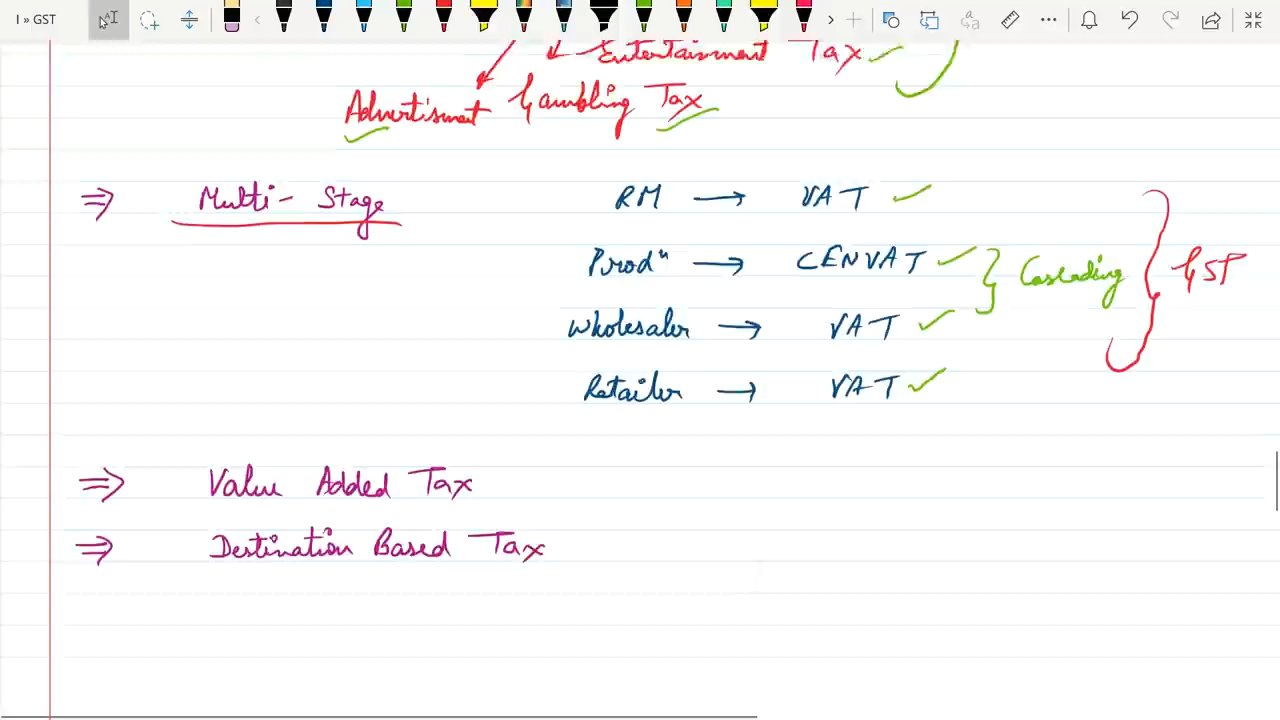 I » GST
Entertainment Tax
Advertisment Gambling Tax
⇒ Multi-Stage
RM → VAT
Prodⁿ → CENVAT
Cascading
GST
Wholesaler → VAT
Retailer → VAT
⇒ Value Added Tax
⇒ Destination Based Tax